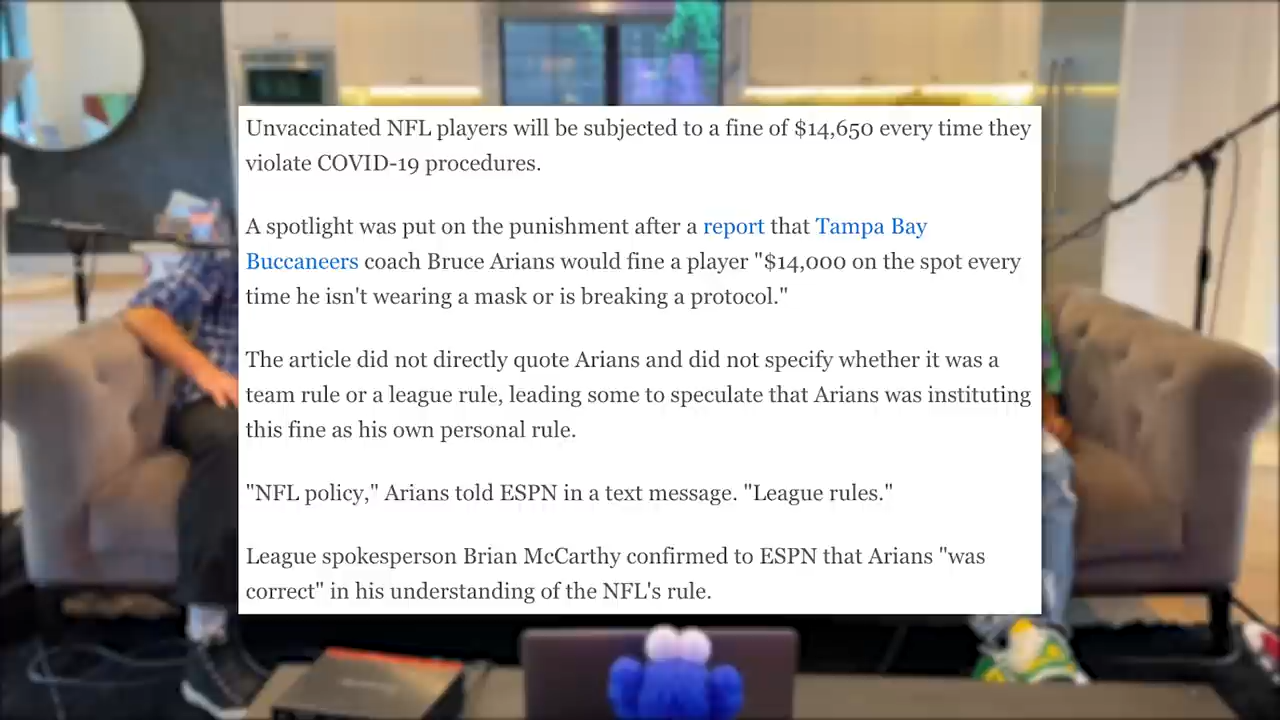 Unvaccinated NFL players will be subjected to a fine of $14,650 every time they
violate COVID-19 procedures.
A spotlight was put on the punishment after a report that Tampa Bay
Buccaneers coach Bruce Arians would fine a player "$14,000 on the spot every
time he isn't wearing a mask or is breaking a protocol."
The article did not directly quote Arians and did not specify whether it was a
team rule or a league rule, leading some to speculate that Arians was instituting
this fine as his own personal rule.
"NFL policy," Arians told ESPN in a text message. "League rules."
League spokesperson Brian McCarthy confirmed to ESPN that Arians "was
correct" in his understanding of the NFL's rule.